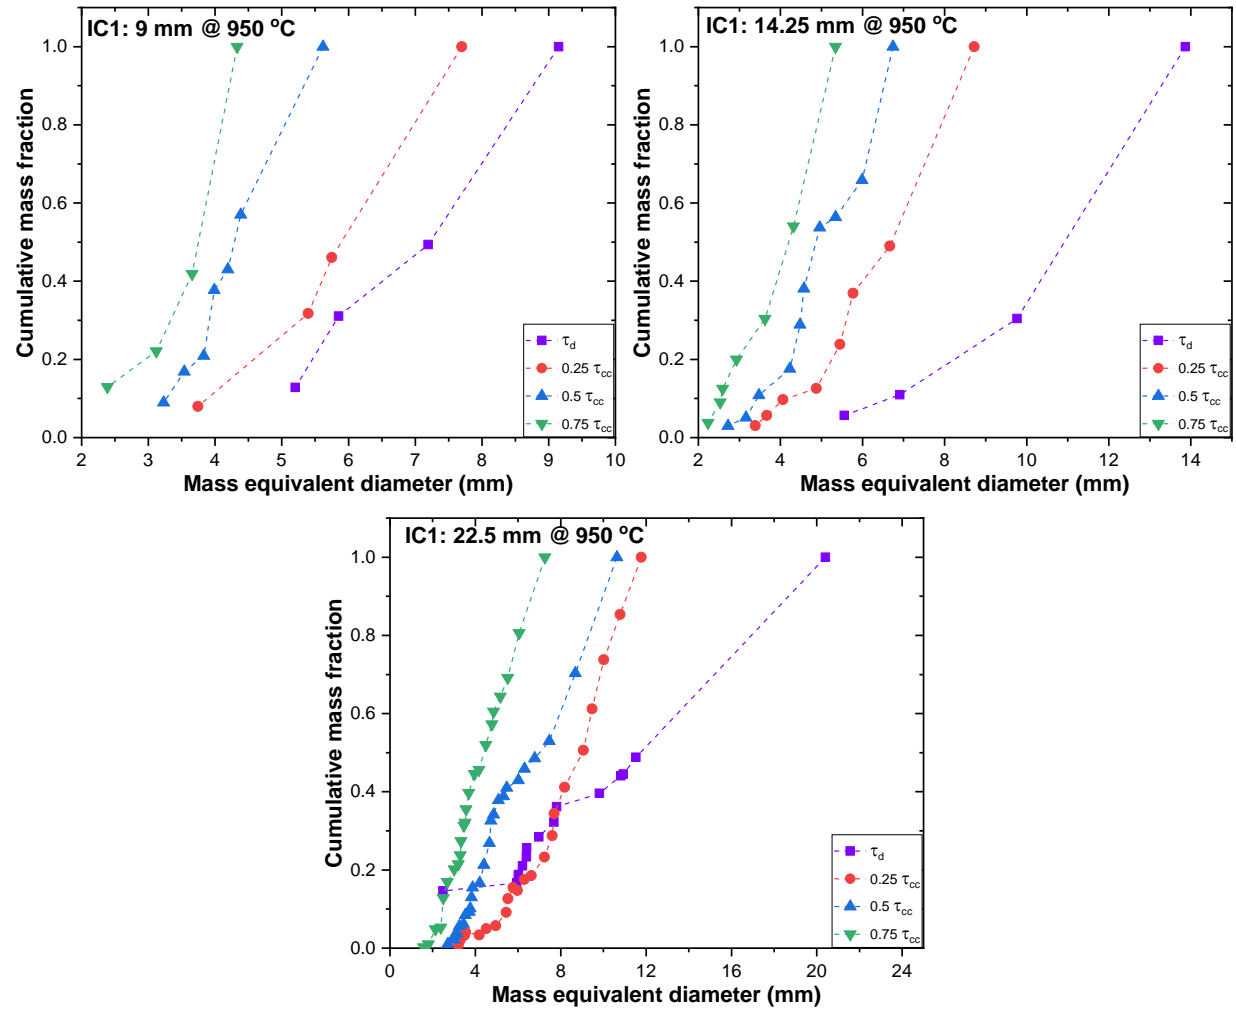 IC1: 9 mm @ 950 °C
Cumulative mass fraction
1.0
0.8
0.6
0.4
0.2
0.0
2 3 4 5 6 7 8 9 10
Mass equivalent diameter (mm)
τd
0.25 τcc
0.5 τcc
0.75 τcc
IC1: 14.25 mm @ 950 °C
Cumulative mass fraction
1.0
0.8
0.6
0.4
0.2
0.0
2 4 6 8 10 12 14
Mass equivalent diameter (mm)
τd
0.25 τcc
0.5 τcc
0.75 τcc
IC1: 22.5 mm @ 950 °C
Cumulative mass fraction
1.0
0.8
0.6
0.4
0.2
0.0
0 4 8 12 16 20 24
Mass equivalent diameter (mm)
τd
0.25 τcc
0.5 τcc
0.75 τcc